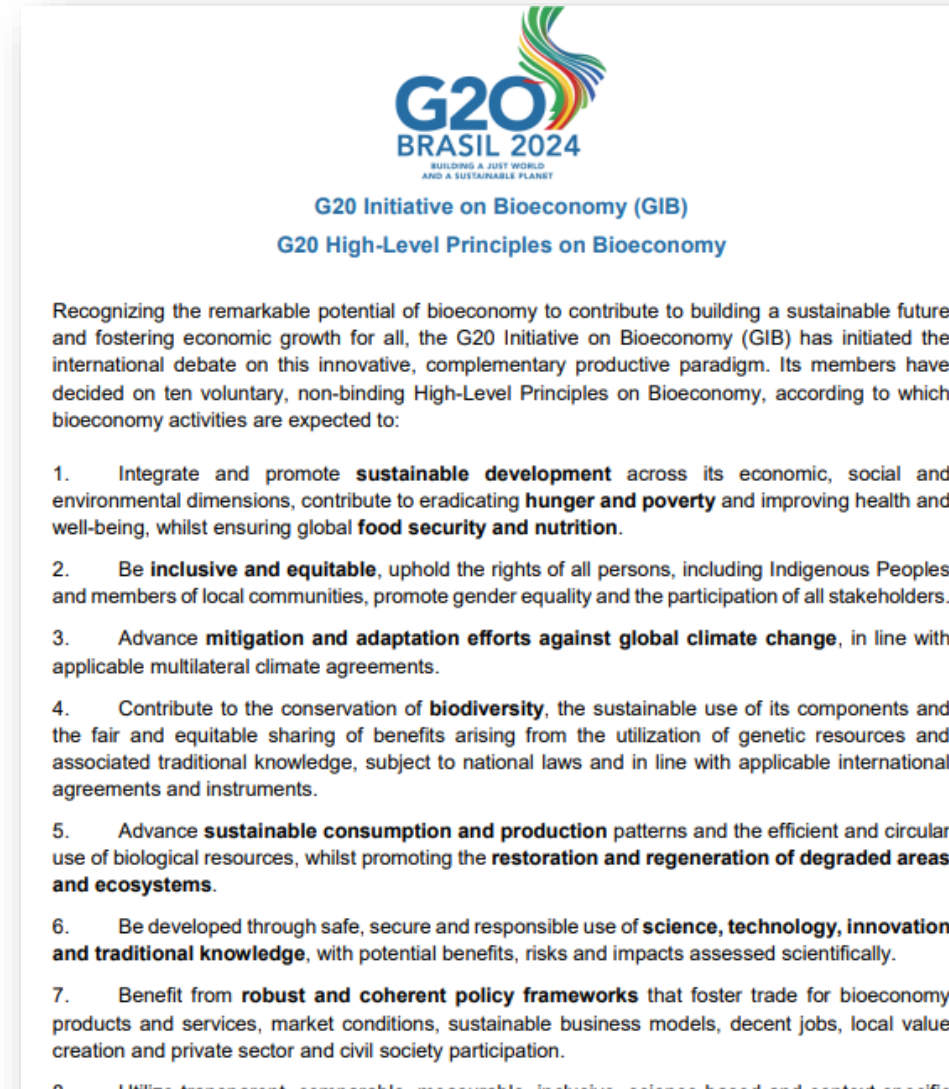 G20
BRASIL 2024
BUILDING A JUST WORLD
AND A SUSTAINABLE PLANET
G20 Initiative on Bioeconomy (GIB)
G20 High-Level Principles on Bioeconomy
Recognizing the remarkable potential of bioeconomy to contribute to building a sustainable future
and fostering economic growth for all, the G20 Initiative on Bioeconomy (GIB) has initiated the
international debate on this innovative, complementary productive paradigm. Its members have
decided on ten voluntary, non-binding High-Level Principles on Bioeconomy, according to which
bioeconomy activities are expected to:
1. Integrate and promote sustainable development across its economic, social and
environmental dimensions, contribute to eradicating hunger and poverty and improving health and
well-being, whilst ensuring global food security and nutrition.
2. Be inclusive and equitable, uphold the rights of all persons, including Indigenous Peoples
and members of local communities, promote gender equality and the participation of all stakeholders.
3. Advance mitigation and adaptation efforts against global climate change, in line with
applicable multilateral climate agreements.
4. Contribute to the conservation of biodiversity, the sustainable use of its components and
the fair and equitable sharing of benefits arising from the utilization of genetic resources and
associated traditional knowledge, subject to national laws and in line with applicable international
agreements and instruments.
5. Advance sustainable consumption and production patterns and the efficient and circular
use of biological resources, whilst promoting the restoration and regeneration of degraded areas
and ecosystems.
6. Be developed through safe, secure and responsible use of science, technology, innovation
and traditional knowledge, with potential benefits, risks and impacts assessed scientifically.
7. Benefit from robust and coherent policy frameworks that foster trade for bioeconomy
products and services, market conditions, sustainable business models, decent jobs, local value
creation and private sector and civil society participation.
8. Utilize transparent, comparable, measurable, inclusive, science-based and context-specific